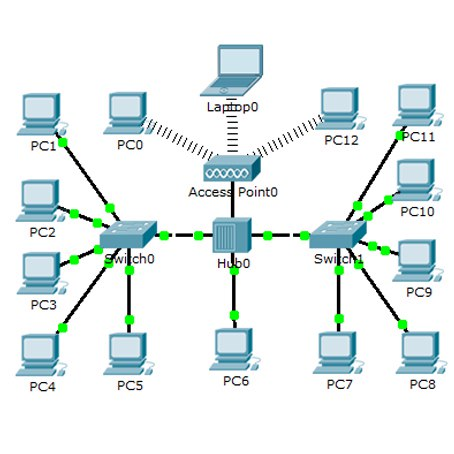 Laptop0
PC1
PC0
PC12
PC11
Access Point0
PC2
PC10
Switch0
Hub0
Switch1
PC3
PC9
PC4
PC5
PC6
PC7
PC8